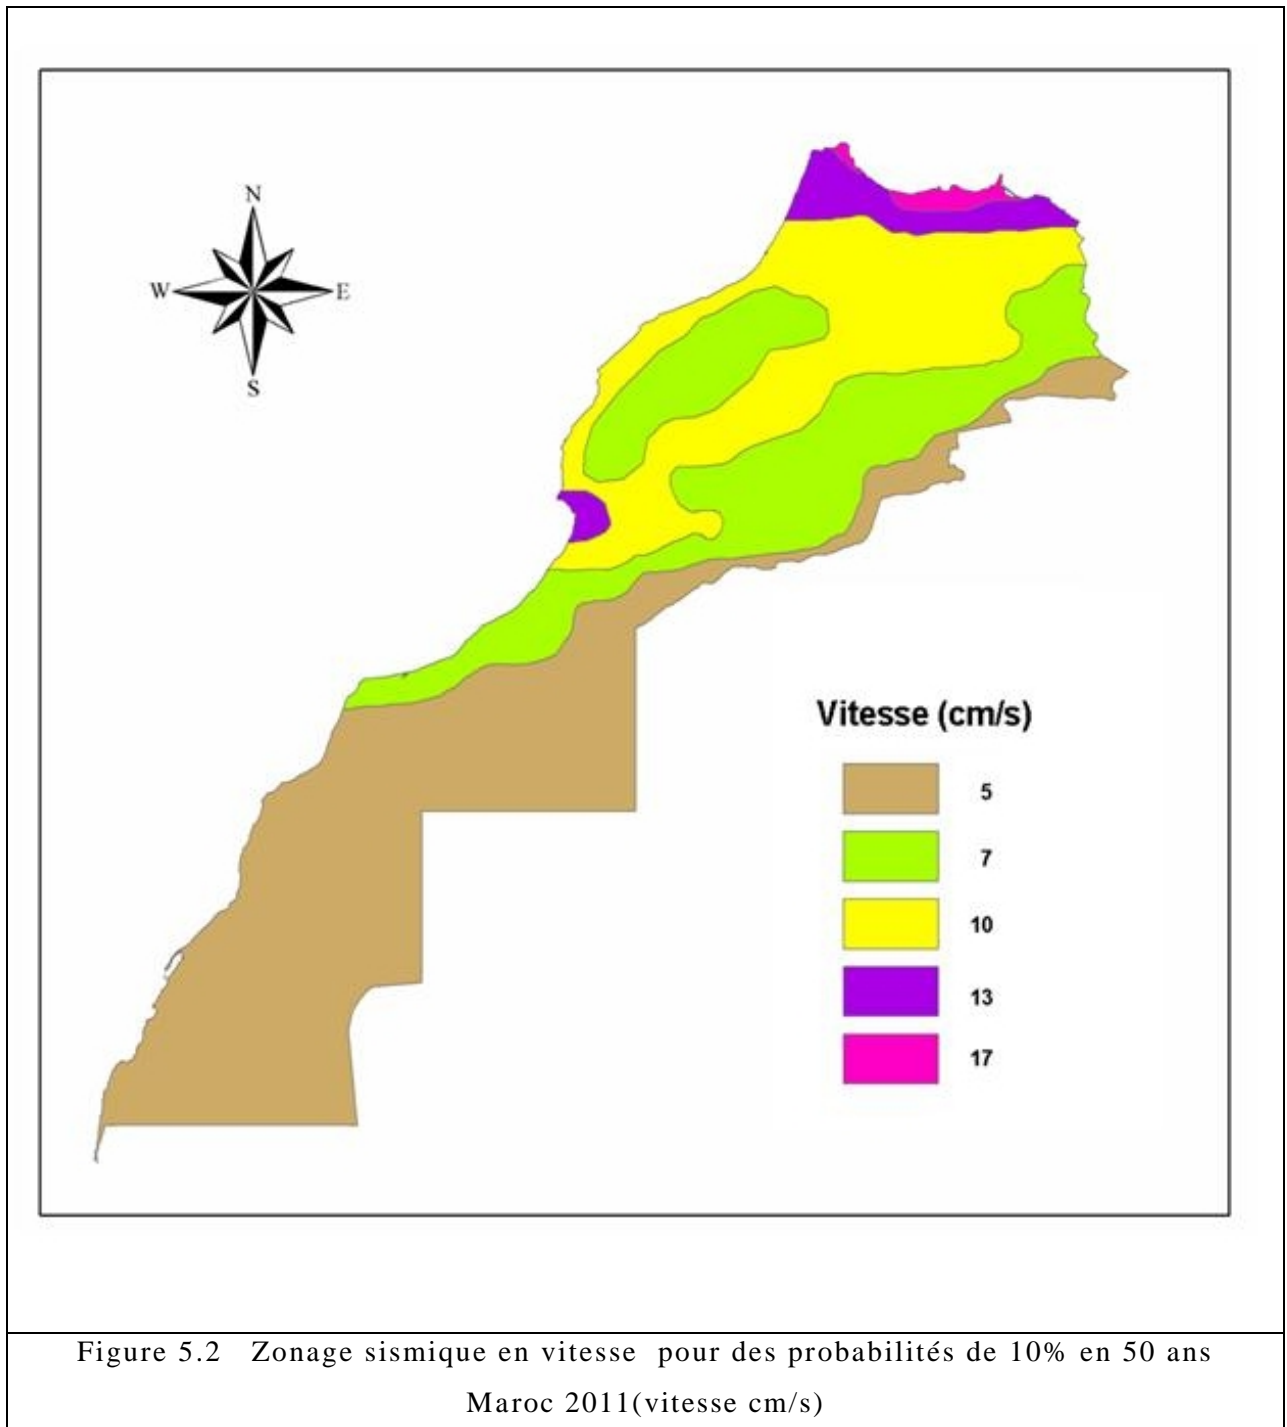 N
W E
S
Vitesse (cm/s)
5
7
10
13
17
Figure 5.2 Zonage sismique en vitesse pour des probabilités de 10% en 50 ans
Maroc 2011(vitesse cm/s)